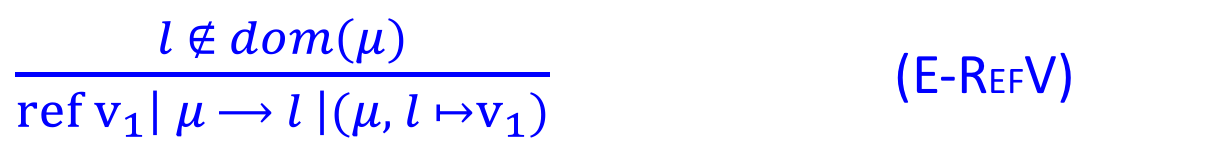 l ∉ dom(μ)
ref v₁| μ ⟶ l |(μ, l ↦v₁)
(E-REFV)